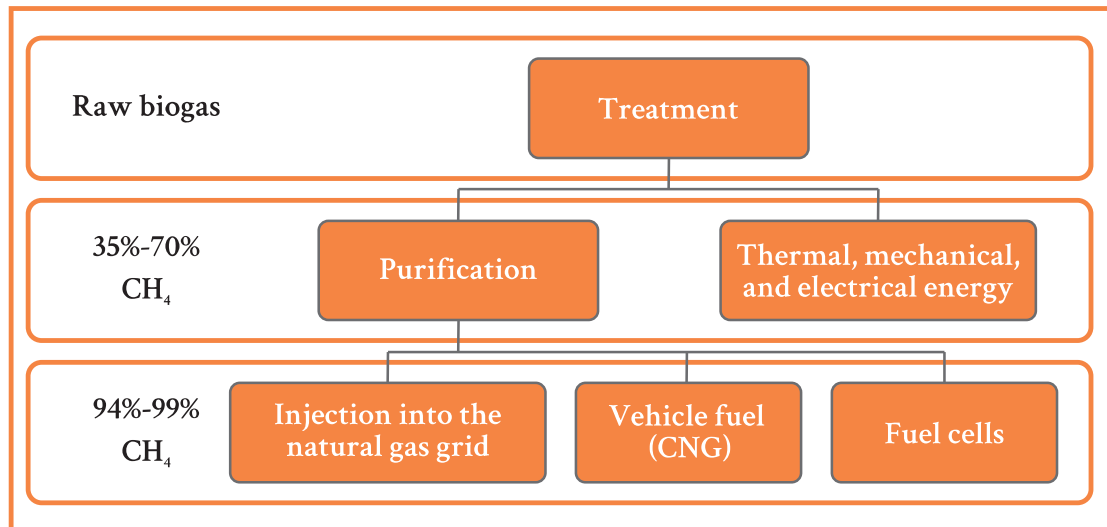 Raw biogas
Treatment
35%-70%
CH₄
Purification
Thermal, mechanical,
and electrical energy
94%-99%
CH₄
Injection into the
natural gas grid
Vehicle fuel
(CNG)
Fuel cells